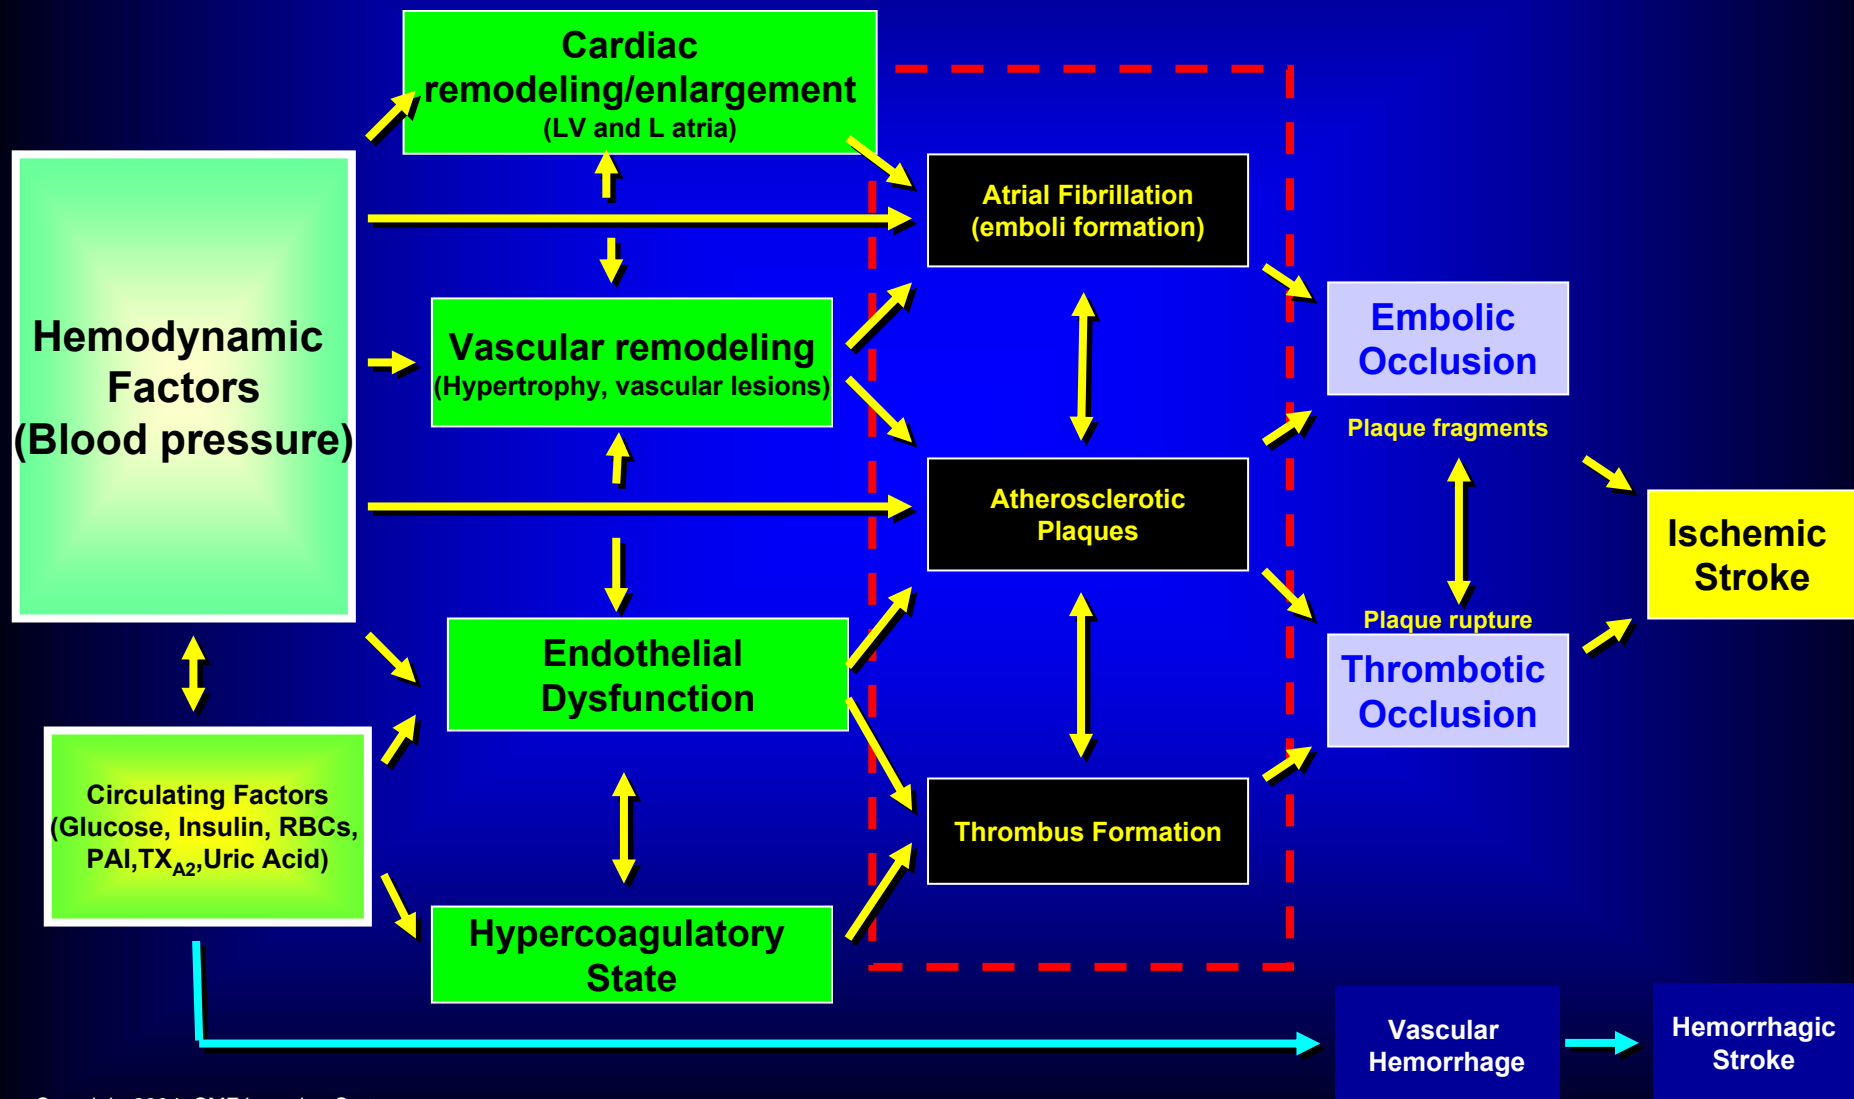 Cardiac
remodeling/enlargement
(LV and L atria)
Hemodynamic
Factors
(Blood pressure)
Vascular remodeling
(Hypertrophy, vascular lesions)
Endothelial
Dysfunction
Circulating Factors
(Glucose, Insulin, RBCs,
PAI,TXA2,Uric Acid)
Hypercoagulatory
State
Atrial Fibrillation
(emboli formation)
Atherosclerotic
Plaques
Thrombus Formation
Embolic
Occlusion
Plaque fragments
Plaque rupture
Thrombotic
Occlusion
Ischemic
Stroke
Vascular
Hemorrhage
Hemorrhagic
Stroke